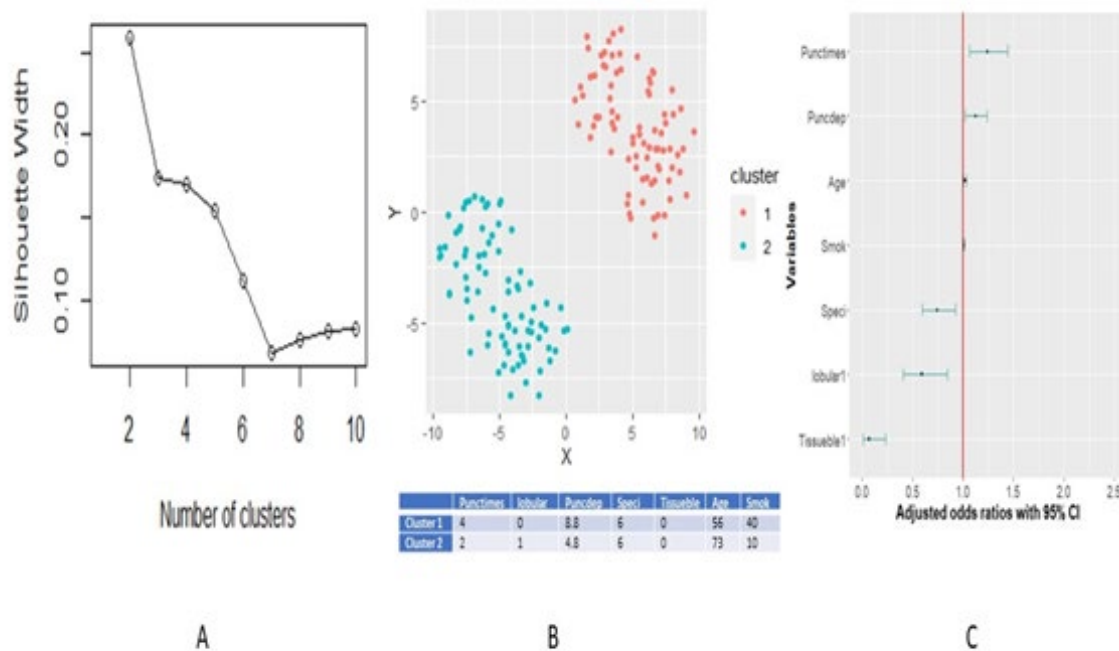 Silhouette Width
0.20
0.10
2 4 6 8 10
Number of clusters
A
Y
5
0
-5
-10 -5 0 5 10
X
cluster
1
2
Punctimes lobular Puncdep Speci Tissueble Age Smok
Cluster 1 4 0 8.8 6 0 56 40
Cluster 2 2 1 4.8 6 0 73 10
B
Variables
Punctimes
Puncdep
Age
Smok
Speci
lobular1
Tissueble1
0.0 0.5 1.0 1.5 2.0 2.5
Adjusted odds ratios with 95% CI
C